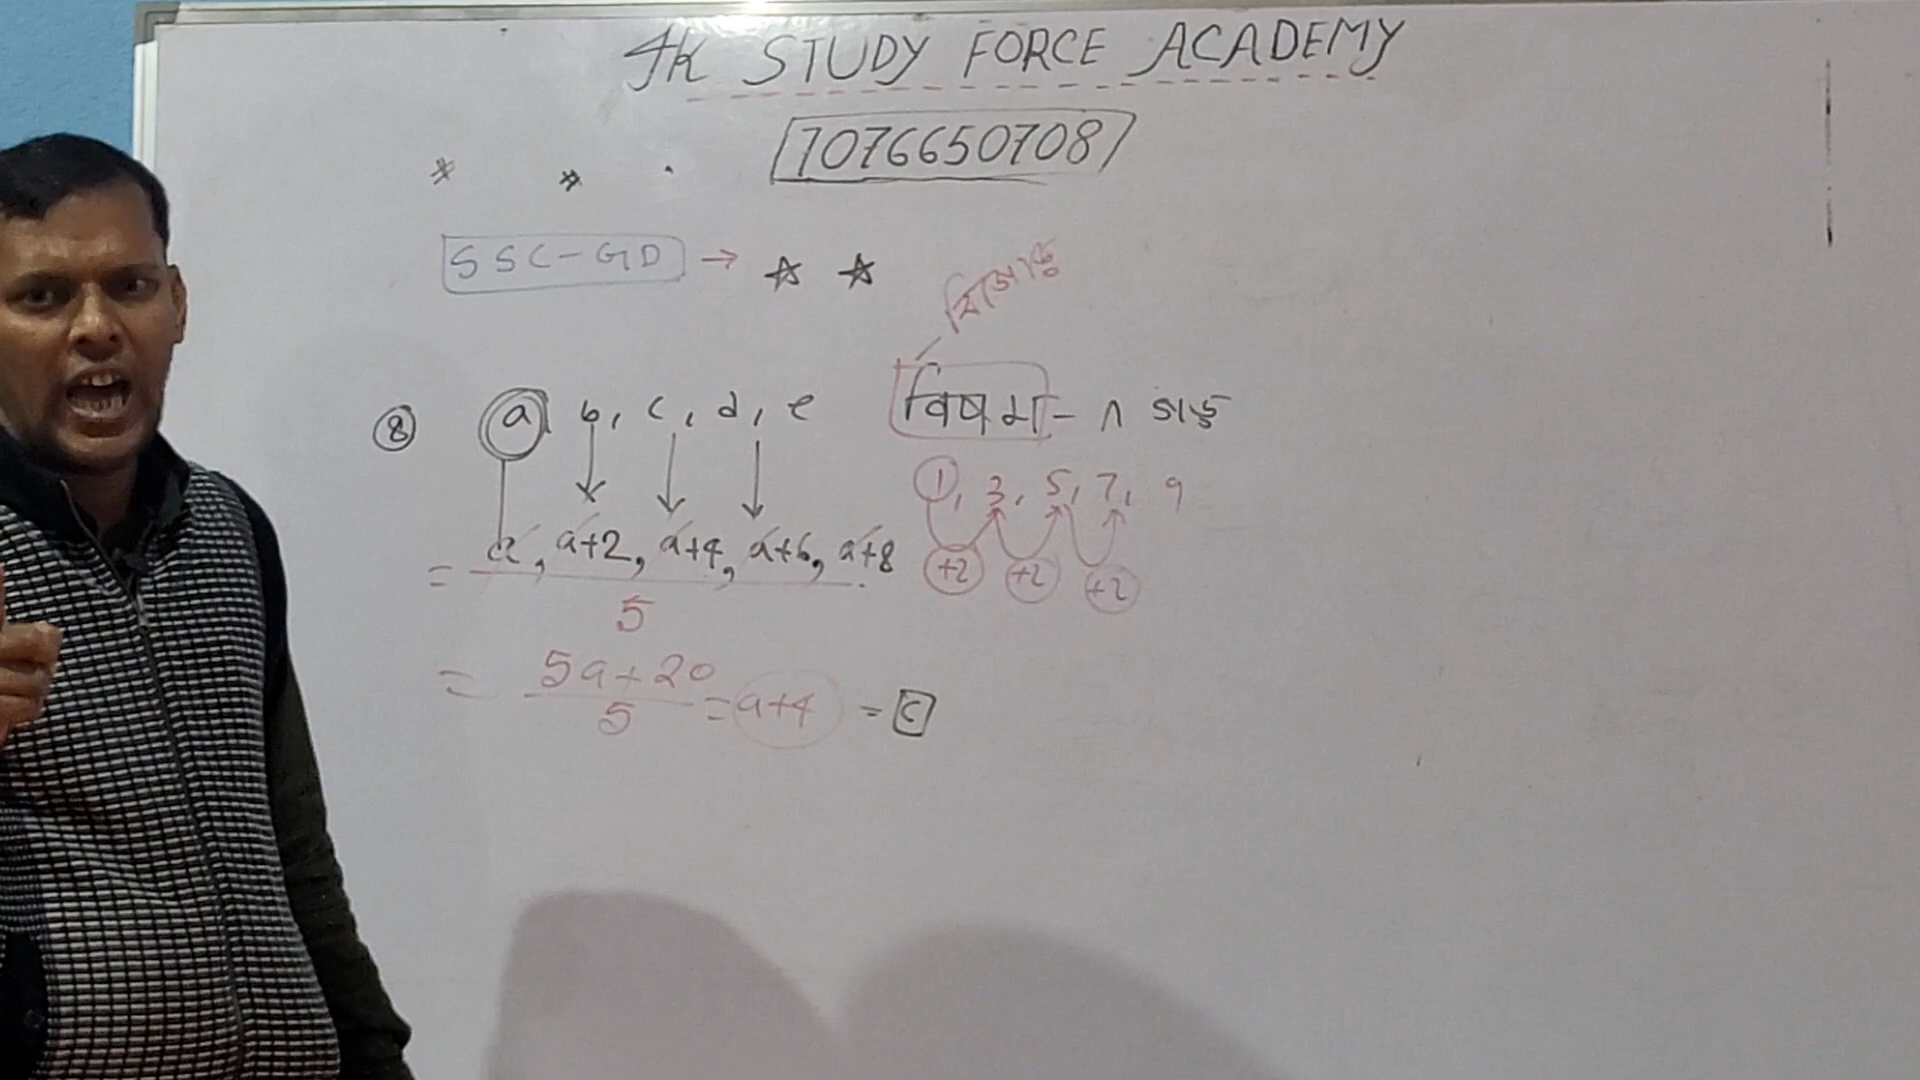 JK STUDY FORCE ACADEMY
7076650708
SSC-GD → ☆ ☆
বিজোড়
⑧ a, b, c, d, e विषम - গড়
1, 3, 5, 7, 9
a, a+2, a+4, a+6, a+8
+2 +2 +2
=
5
= 5a+20
5
= a+4 = C